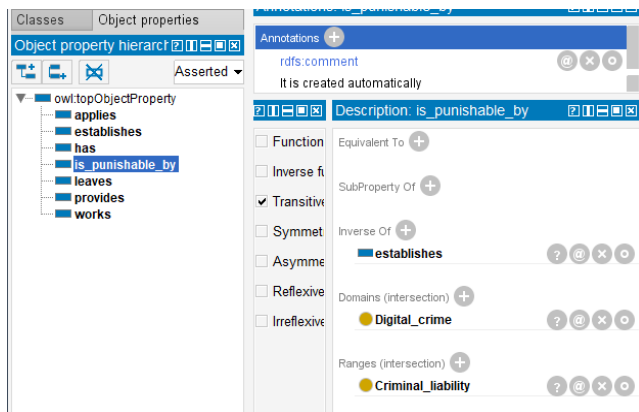 Classes Object properties
Annotations: is_punishable_by
Object property hierarch
Asserted
owl:topObjectProperty
applies
establishes
has
is_punishable_by
leaves
provides
works
Annotations
rdfs:comment
It is created automatically
Description: is_punishable_by
Function
Inverse fu
Transitive
Symmet
Asymme
Reflexive
Irreflexive
Equivalent To
SubProperty Of
Inverse Of
establishes
Domains (intersection)
Digital_crime
Ranges (intersection)
Criminal_liability